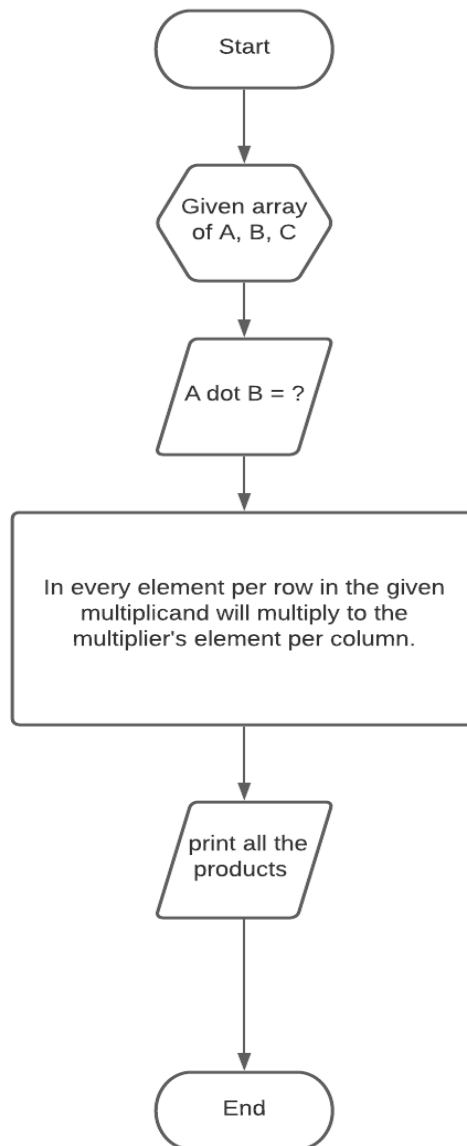 Start
Given array
of A, B, C
A dot B = ?
In every element per row in the given
multiplicand will multiply to the
multiplier's element per column.
print all the
products
End